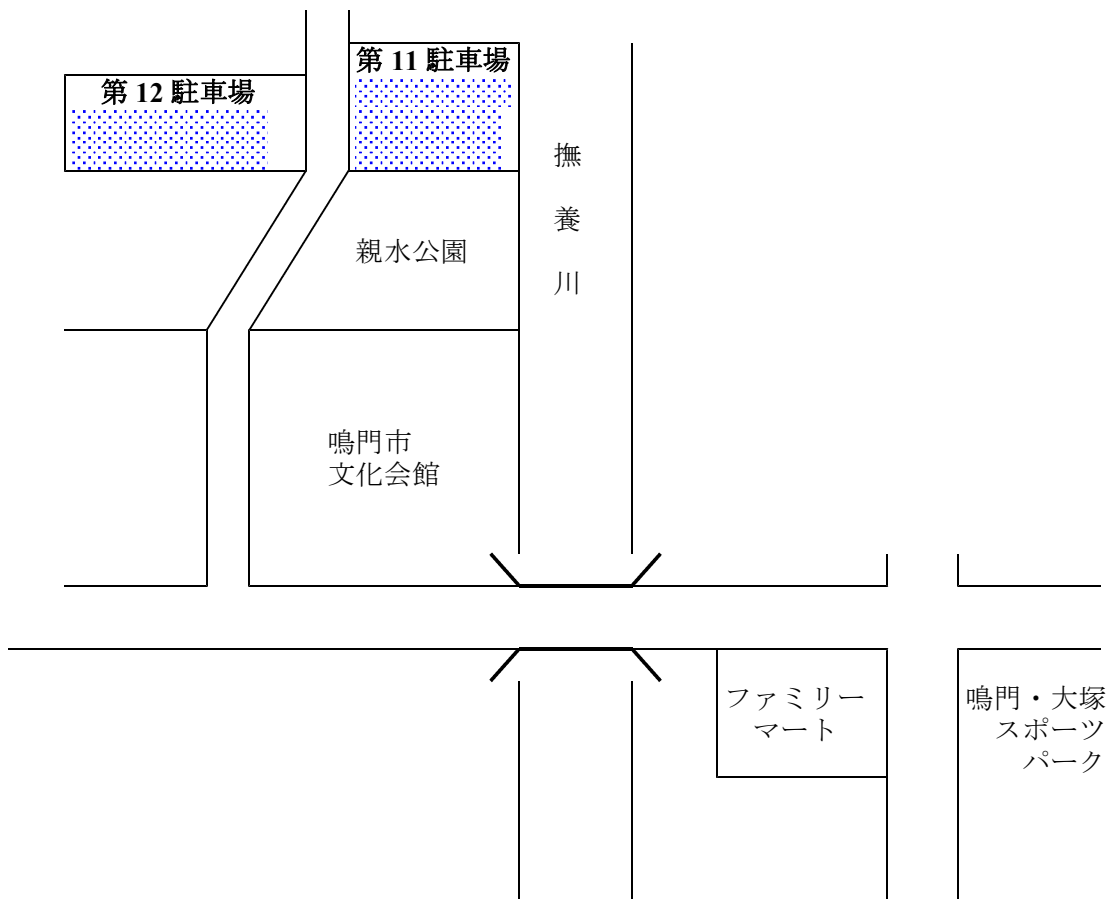 第 11 駐車場
第 12 駐車場
撫
養
川
親水公園
鳴門市
文化会館
ファミリー
マート
鳴門・大塚
スポーツ
パーク